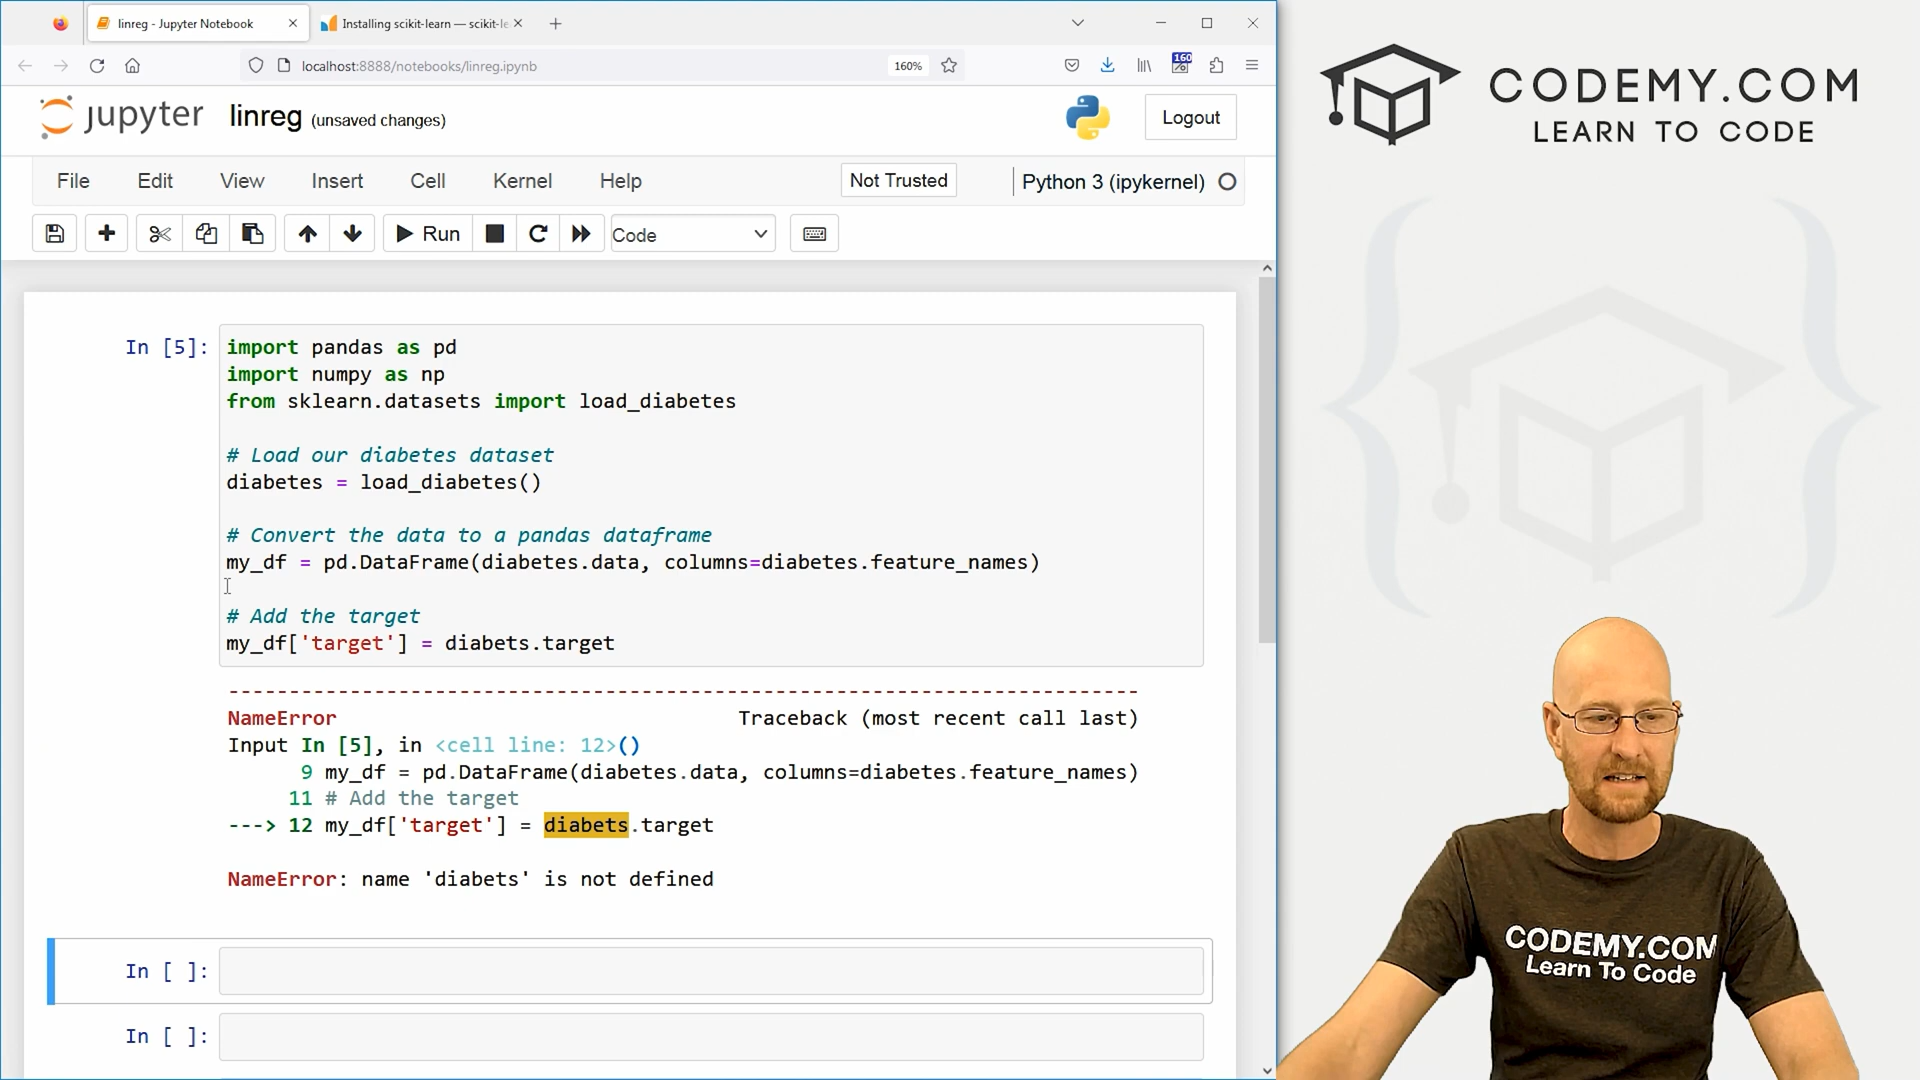 linreg - Jupyter Notebook
Installing scikit-learn — scikit-le
localhost:8888/notebooks/linreg.ipynb
160%
160
jupyter linreg (unsaved changes)
Logout
File Edit View Insert Cell Kernel Help
Not Trusted
Python 3 (ipykernel)
Run
Code
In [5]:
import pandas as pd
import numpy as np
from sklearn.datasets import load_diabetes
# Load our diabetes dataset
diabetes = load_diabetes()
# Convert the data to a pandas dataframe
my_df = pd.DataFrame(diabetes.data, columns=diabetes.feature_names)
# Add the target
my_df['target'] = diabets.target
---------------------------------------------------------------------------
NameError Traceback (most recent call last)
Input In [5], in <cell line: 12>()
9 my_df = pd.DataFrame(diabetes.data, columns=diabetes.feature_names)
11 # Add the target
---> 12 my_df['target'] = diabets.target
NameError: name 'diabets' is not defined
In [ ]:
In [ ]:
CODEMY.COM
LEARN TO CODE
CODEMY.COM
Learn To Code